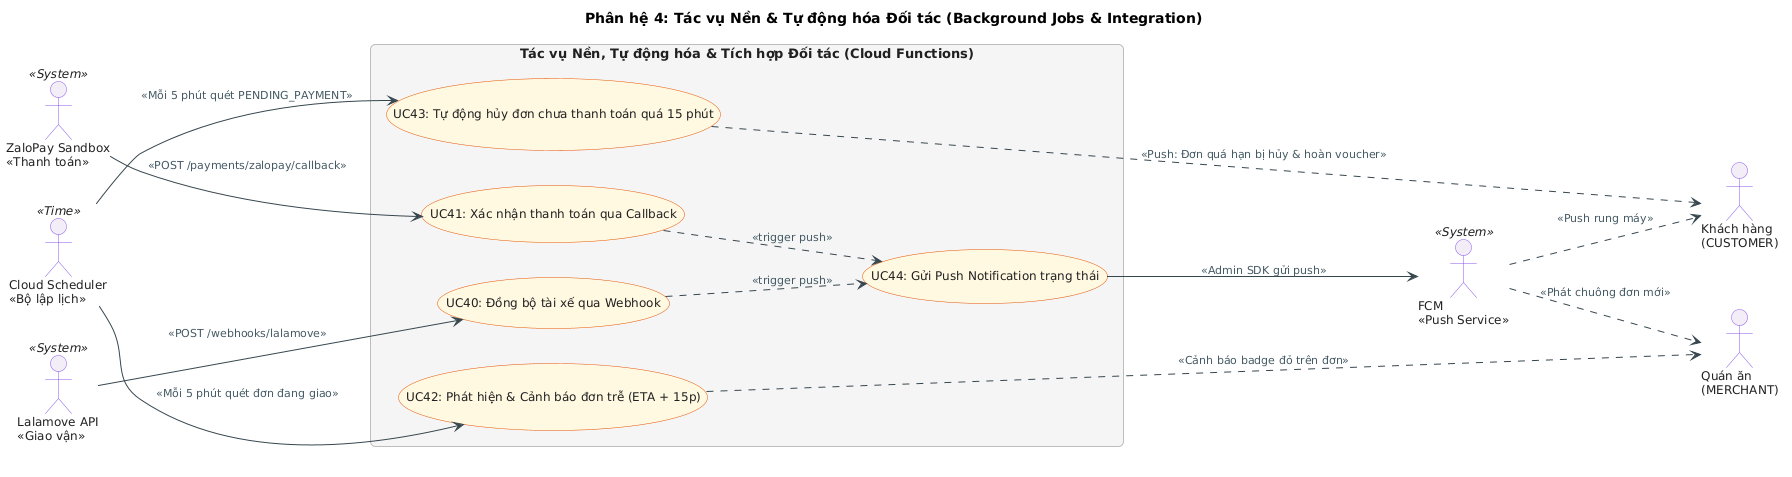 Phân hệ 4: Tác vụ Nền & Tự động hóa Đối tác (Background Jobs & Integration)
Tác vụ Nền, Tự động hóa & Tích hợp Đối tác (Cloud Functions)
«System»
ZaloPay Sandbox
«Thanh toán»
«Time»
Cloud Scheduler
«Bộ lập lịch»
«System»
Lalamove API
«Giao vận»
«Mỗi 5 phút quét PENDING_PAYMENT»
«POST /payments/zalopay/callback»
«POST /webhooks/lalamove»
«Mỗi 5 phút quét đơn đang giao»
UC43: Tự động hủy đơn chưa thanh toán quá 15 phút
UC41: Xác nhận thanh toán qua Callback
UC40: Đồng bộ tài xế qua Webhook
UC42: Phát hiện & Cảnh báo đơn trễ (ETA + 15p)
«trigger push»
«trigger push»
UC44: Gửi Push Notification trạng thái
«Push: Đơn quá hạn bị hủy & hoàn voucher»
«Admin SDK gửi push»
«Cảnh báo badge đỏ trên đơn»
«System»
FCM
«Push Service»
«Push rung máy»
«Phát chuông đơn mới»
Khách hàng
(CUSTOMER)
Quán ăn
(MERCHANT)